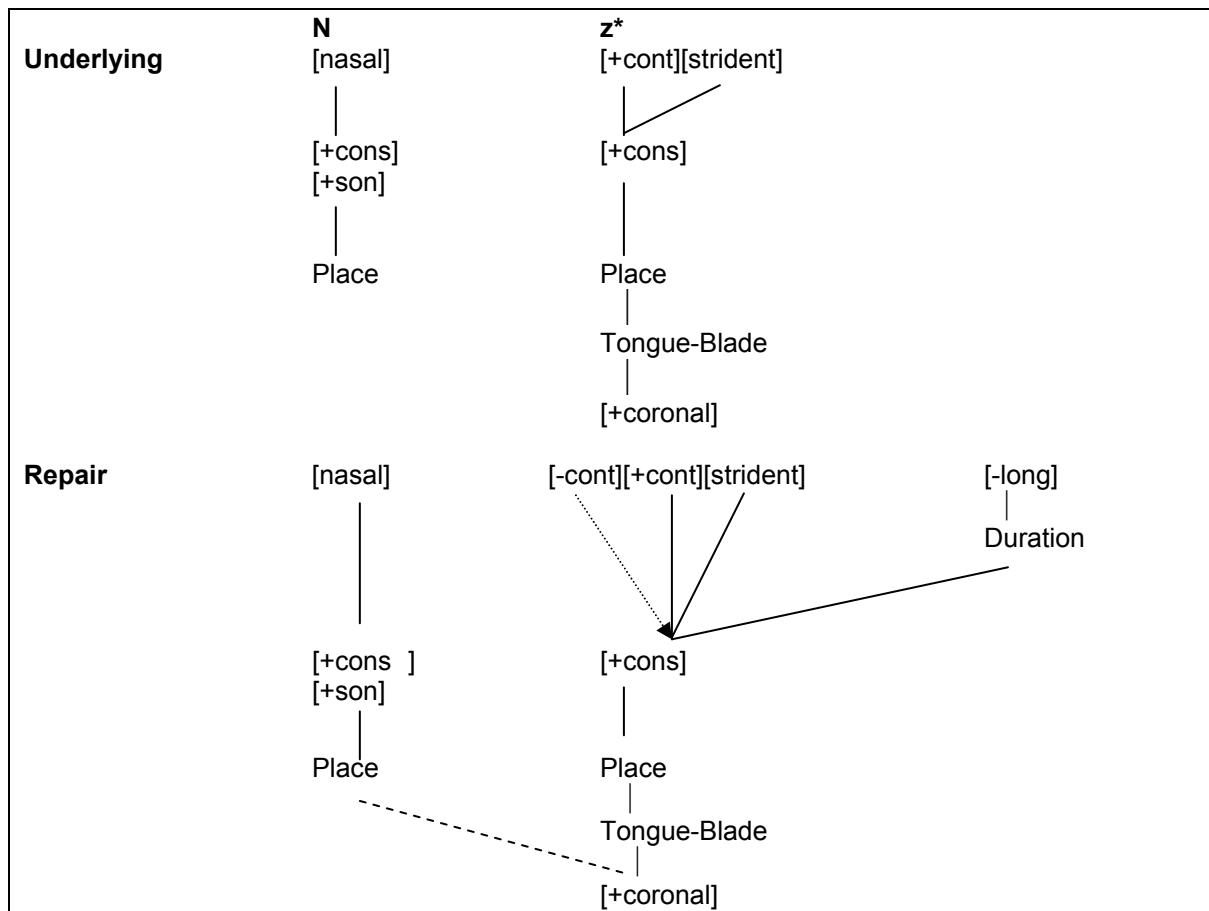 N z*
Underlying [nasal] [+cont][strident]
[+cons] [+cons]
[+son]
Place Place
Tongue-Blade
[+coronal]
Repair [nasal] [-cont][+cont][strident] [-long]
Duration
[+cons ] [+cons]
[+son]
Place Place
Tongue-Blade
[+coronal]